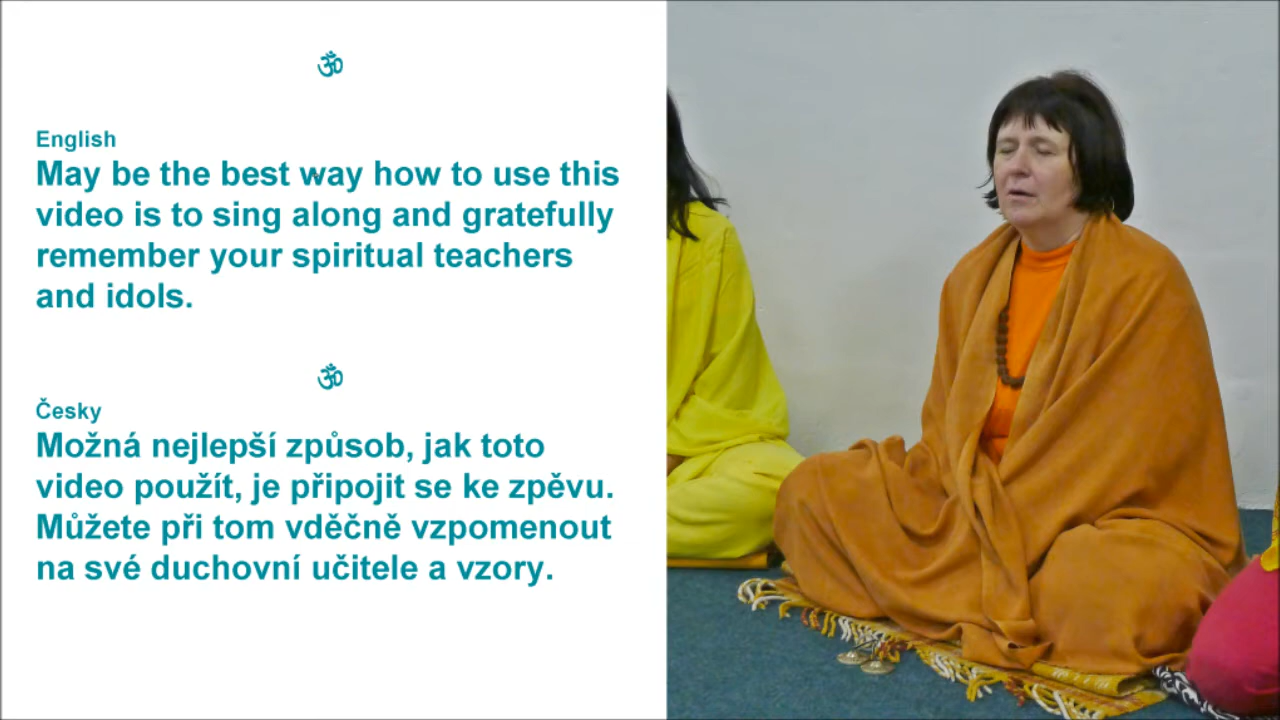 ॐ
English
May be the best way how to use this
video is to sing along and gratefully
remember your spiritual teachers
and idols.
ॐ
Česky
Možná nejlepší způsob, jak toto
video použít, je připojit se ke zpěvu.
Můžete při tom vděčně vzpomenout
na své duchovní učitele a vzory.